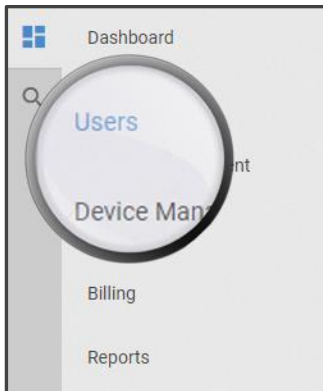 Dashboard
Users
ent
Device Man
Billing
Reports